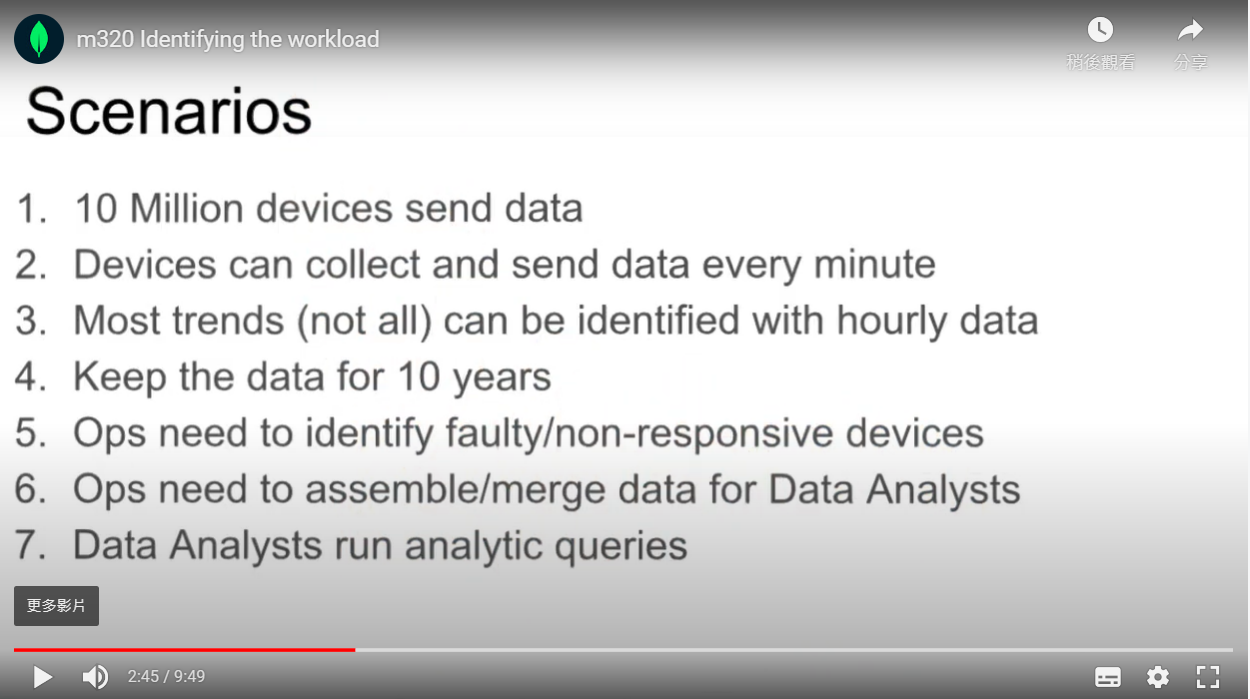 m320 Identifying the workload
稍後觀看
分享
Scenarios
1. 10 Million devices send data
2. Devices can collect and send data every minute
3. Most trends (not all) can be identified with hourly data
4. Keep the data for 10 years
5. Ops need to identify faulty/non-responsive devices
6. Ops need to assemble/merge data for Data Analysts
7. Data Analysts run analytic queries
更多影片
2:45 / 9:49